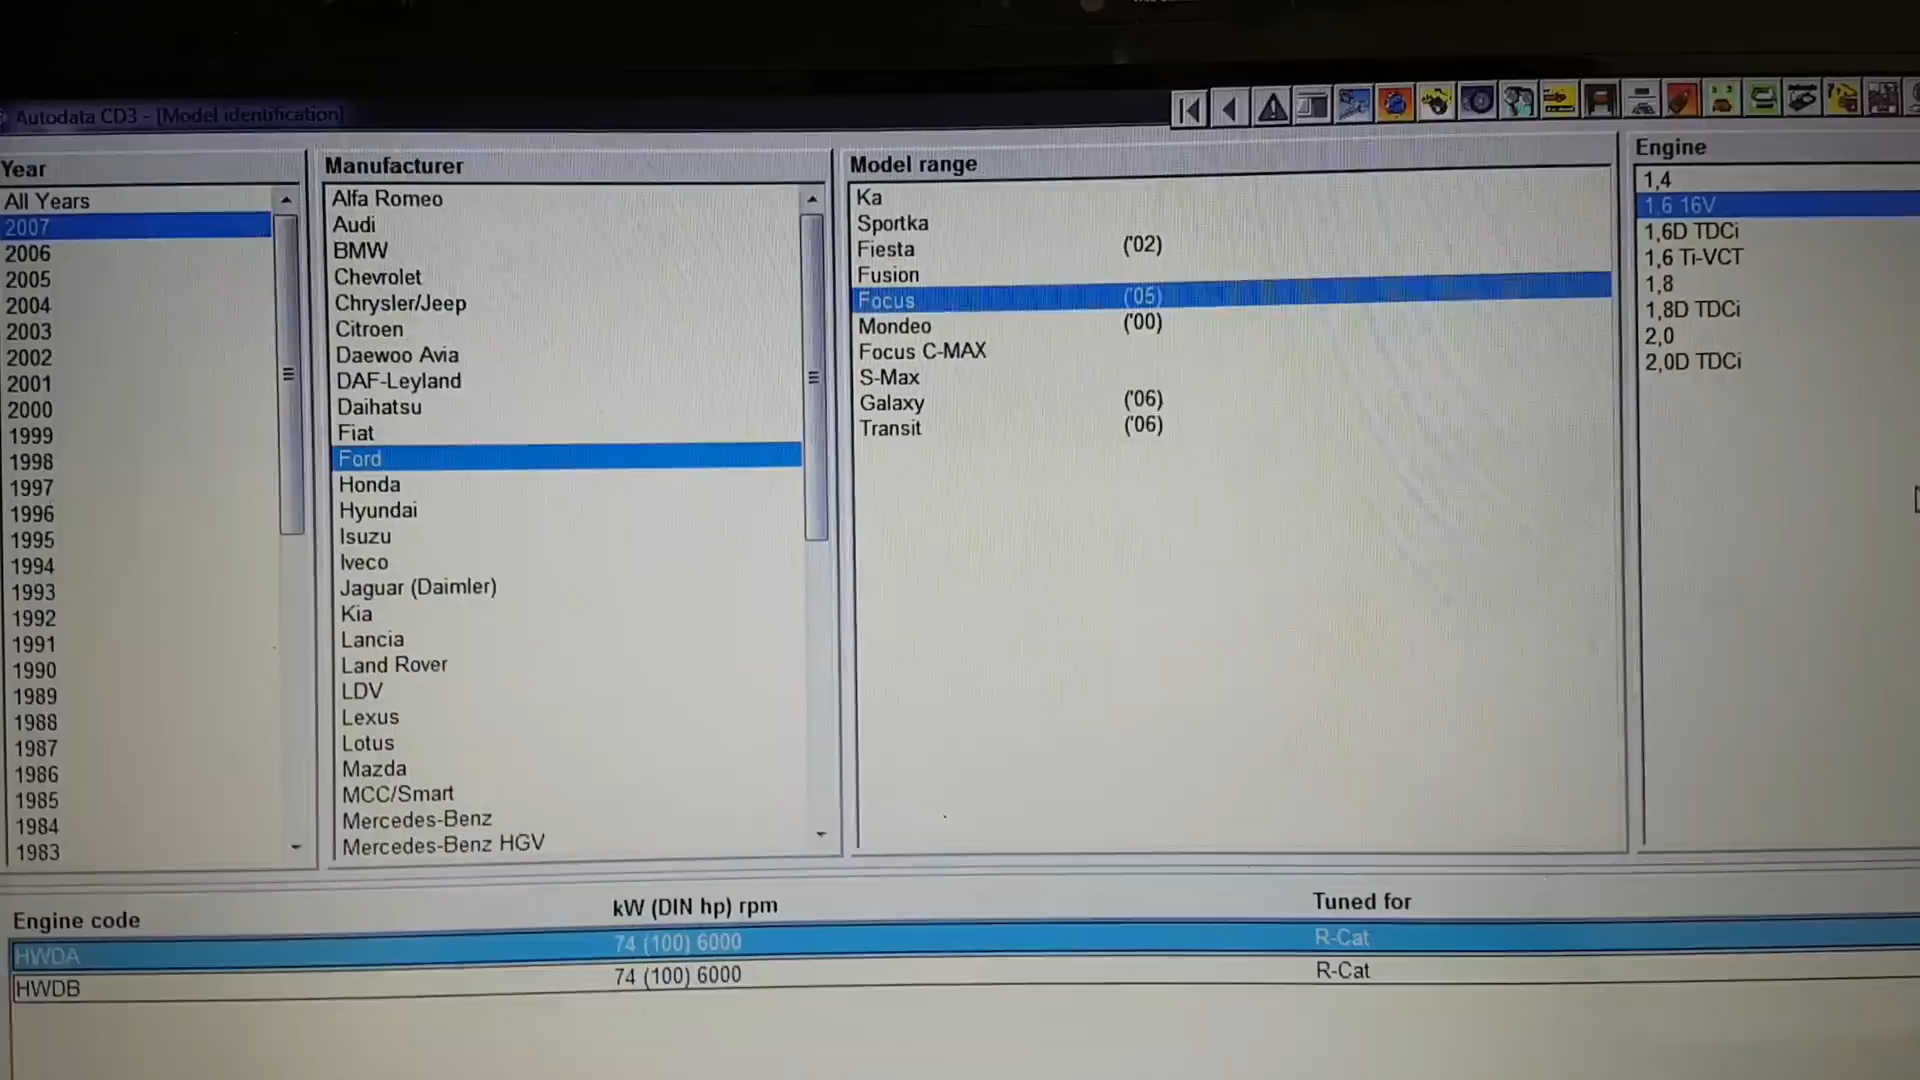 Autodata CD3 - [Model identification]
Year
All Years
2007
2006
2005
2004
2003
2002
2001
2000
1999
1998
1997
1996
1995
1994
1993
1992
1991
1990
1989
1988
1987
1986
1985
1984
1983
Manufacturer
Alfa Romeo
Audi
BMW
Chevrolet
Chrysler/Jeep
Citroen
Daewoo Avia
DAF-Leyland
Daihatsu
Fiat
Ford
Honda
Hyundai
Isuzu
Iveco
Jaguar (Daimler)
Kia
Lancia
Land Rover
LDV
Lexus
Lotus
Mazda
MCC/Smart
Mercedes-Benz
Mercedes-Benz HGV
Model range
Ka
Sportka
Fiesta ('02)
Fusion
Focus ('05)
Mondeo ('00)
Focus C-MAX
S-Max
Galaxy ('06)
Transit ('06)
Engine
1,4
1,6 16V
1,6D TDCi
1,6 Ti-VCT
1,8
1,8D TDCi
2,0
2,0D TDCi
Engine code kW (DIN hp) rpm Tuned for
HWDA 74 (100) 6000 R-Cat
HWDB 74 (100) 6000 R-Cat